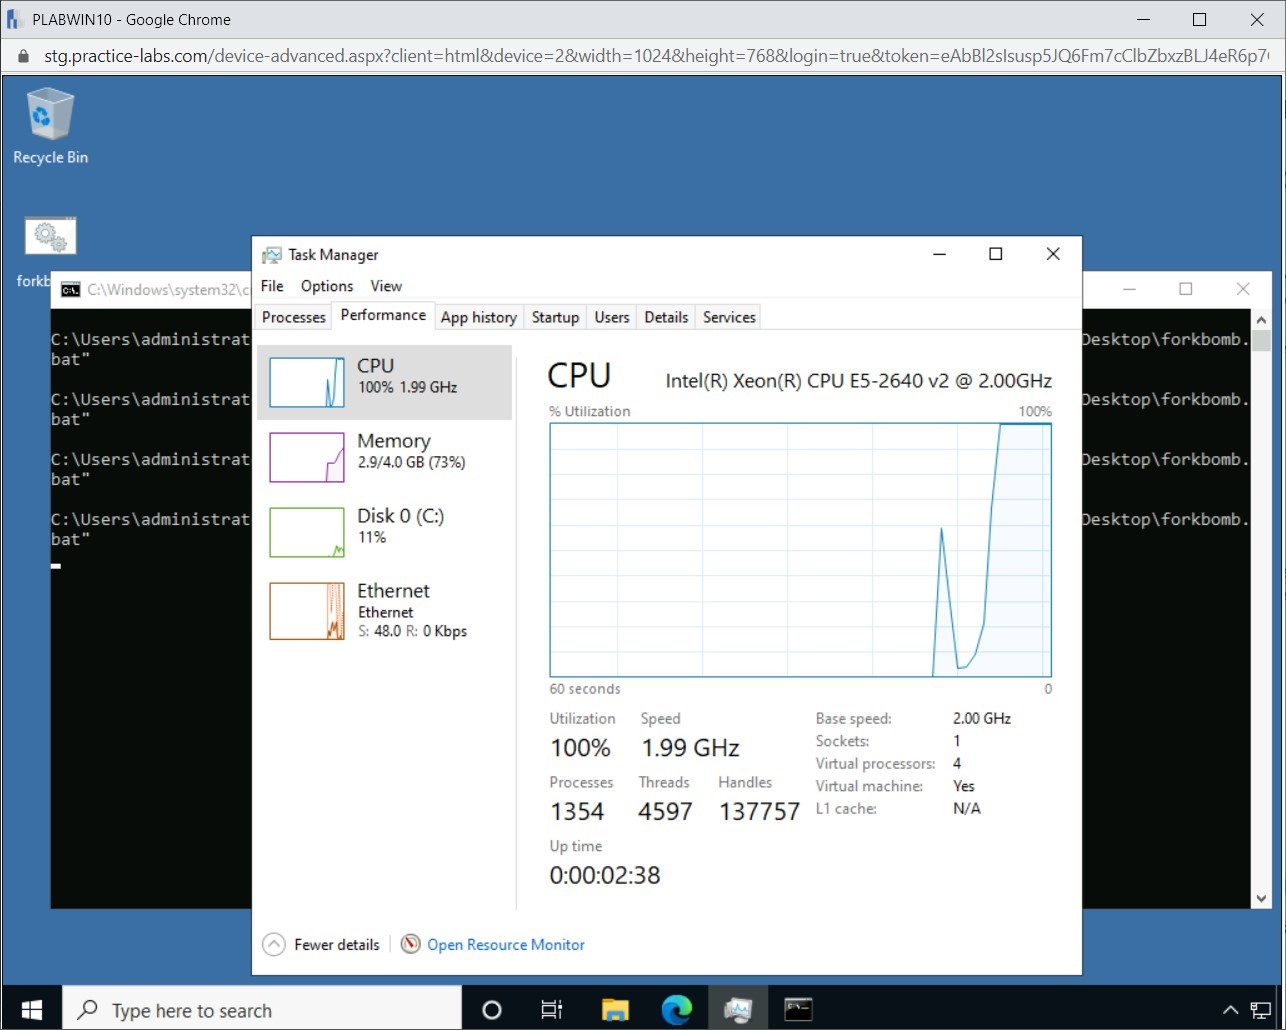 PLABWIN10 - Google Chrome
stg.practice-labs.com/device-advanced.aspx?client=html&device=2&width=1024&height=768&login=true&token=eAbBl2sIsusp5JQ6Fm7cClbZbxzBLJ4eR6p7
Recycle Bin
forkb
C:\Windows\system32\c
C:\Users\administrat
bat"
C:\Users\administrat
bat"
C:\Users\administrat
bat"
C:\Users\administrat
bat"
Desktop\forkbomb.
Desktop\forkbomb.
Desktop\forkbomb.
Desktop\forkbomb.
Task Manager
File Options View
Processes Performance App history Startup Users Details Services
CPU
100% 1.99 GHz
Memory
2.9/4.0 GB (73%)
Disk 0 (C:)
11%
Ethernet
Ethernet
S: 48.0 R: 0 Kbps
CPU Intel(R) Xeon(R) CPU E5-2640 v2 @ 2.00GHz
% Utilization 100%
60 seconds 0
Utilization Speed
100% 1.99 GHz
Processes Threads Handles
1354 4597 137757
Up time
0:00:02:38
Base speed: 2.00 GHz
Sockets: 1
Virtual processors: 4
Virtual machine: Yes
L1 cache: N/A
Fewer details Open Resource Monitor
Type here to search